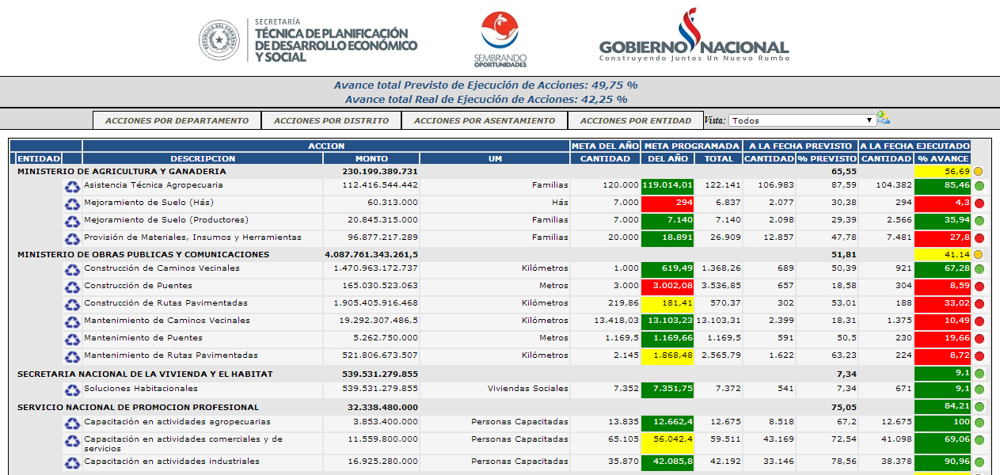 REPUBLICA DEL PARAGUAY
SECRETARÍA
TÉCNICA DE PLANIFICACIÓN
DE DESARROLLO ECONÓMICO
Y SOCIAL
SEMBRANDO
OPORTUNIDADES
GOBIERNO NACIONAL
Construyendo Juntos Un Nuevo Rumbo
Avance total Previsto de Ejecución de Acciones: 49,75 %
Avance total Real de Ejecución de Acciones: 42,25 %
ACCIONES POR DEPARTAMENTO ACCIONES POR DISTRITO ACCIONES POR ASENTAMIENTO ACCIONES POR ENTIDAD Vista: Todos
ACCION META DEL AÑO META PROGRAMADA A LA FECHA PREVISTO A LA FECHA EJECUTADO
ENTIDAD DESCRIPCION MONTO UM CANTIDAD DEL AÑO TOTAL CANTIDAD % PREVISTO CANTIDAD % AVANCE
MINISTERIO DE AGRICULTURA Y GANADERIA 230.199.389.731 65,55 56,69
Asistencia Técnica Agropecuaria 112.416.544.442 Familias 120.000 119.014,01 122.141 106.983 87,59 104.382 85,46
Mejoramiento de Suelo (Hás) 60.313.000 Hás 7.000 294 6.837 2.077 30,38 294 4,3
Mejoramiento de Suelo (Productores) 20.845.315.000 Familias 7.000 7.140 7.140 2.098 29,39 2.566 35,94
Provisión de Materiales, Insumos y Herramientas 96.877.217.289 Familias 20.000 18.891 26.909 12.857 47,78 7.481 27,8
MINISTERIO DE OBRAS PUBLICAS Y COMUNICACIONES 4.087.761.343.261,5 51,81 41,14
Construcción de Caminos Vecinales 1.470.963.172.737 Kilómetros 1.000 619,49 1.368,26 689 50,39 921 67,28
Construcción de Puentes 165.030.523.063 Metros 3.000 3.002,08 3.536,85 657 18,58 304 8,59
Construcción de Rutas Pavimentadas 1.905.405.916.468 Kilómetros 219,86 181,41 570,37 302 53,01 188 33,02
Mantenimiento de Caminos Vecinales 19.292.307.486,5 Kilómetros 13.418,03 13.103,23 13.103,31 2.399 18,31 1.375 10,49
Mantenimiento de Puentes 5.262.750.000 Metros 1.169,5 1.169,66 1.169,5 591 50,5 230 19,66
Mantenimiento de Rutas Pavimentadas 521.806.673.507 Kilómetros 2.145 1.868,48 2.565,79 1.622 63,23 224 8,72
SECRETARIA NACIONAL DE LA VIVIENDA Y EL HABITAT 539.531.279.855 7,34 9,1
Soluciones Habitacionales 539.531.279.855 Viviendas Sociales 7.352 7.351,75 7.372 541 7,34 671 9,1
SERVICIO NACIONAL DE PROMOCION PROFESIONAL 32.338.480.000 75,05 84,21
Capacitación en actividades agropecuarias 3.853.400.000 Personas Capacitadas 13.835 12.662,4 12.675 8.518 67,2 12.675 100
Capacitación en actividades comerciales y de 11.559.800.000 Personas Capacitadas 65.105 56.042,4 59.511 43.169 72,54 41.098 69,06
servicios
Capacitación en actividades industriales 16.925.280.000 Personas Capacitadas 35.870 42.085,8 42.192 33.146 78,56 38.378 90,96